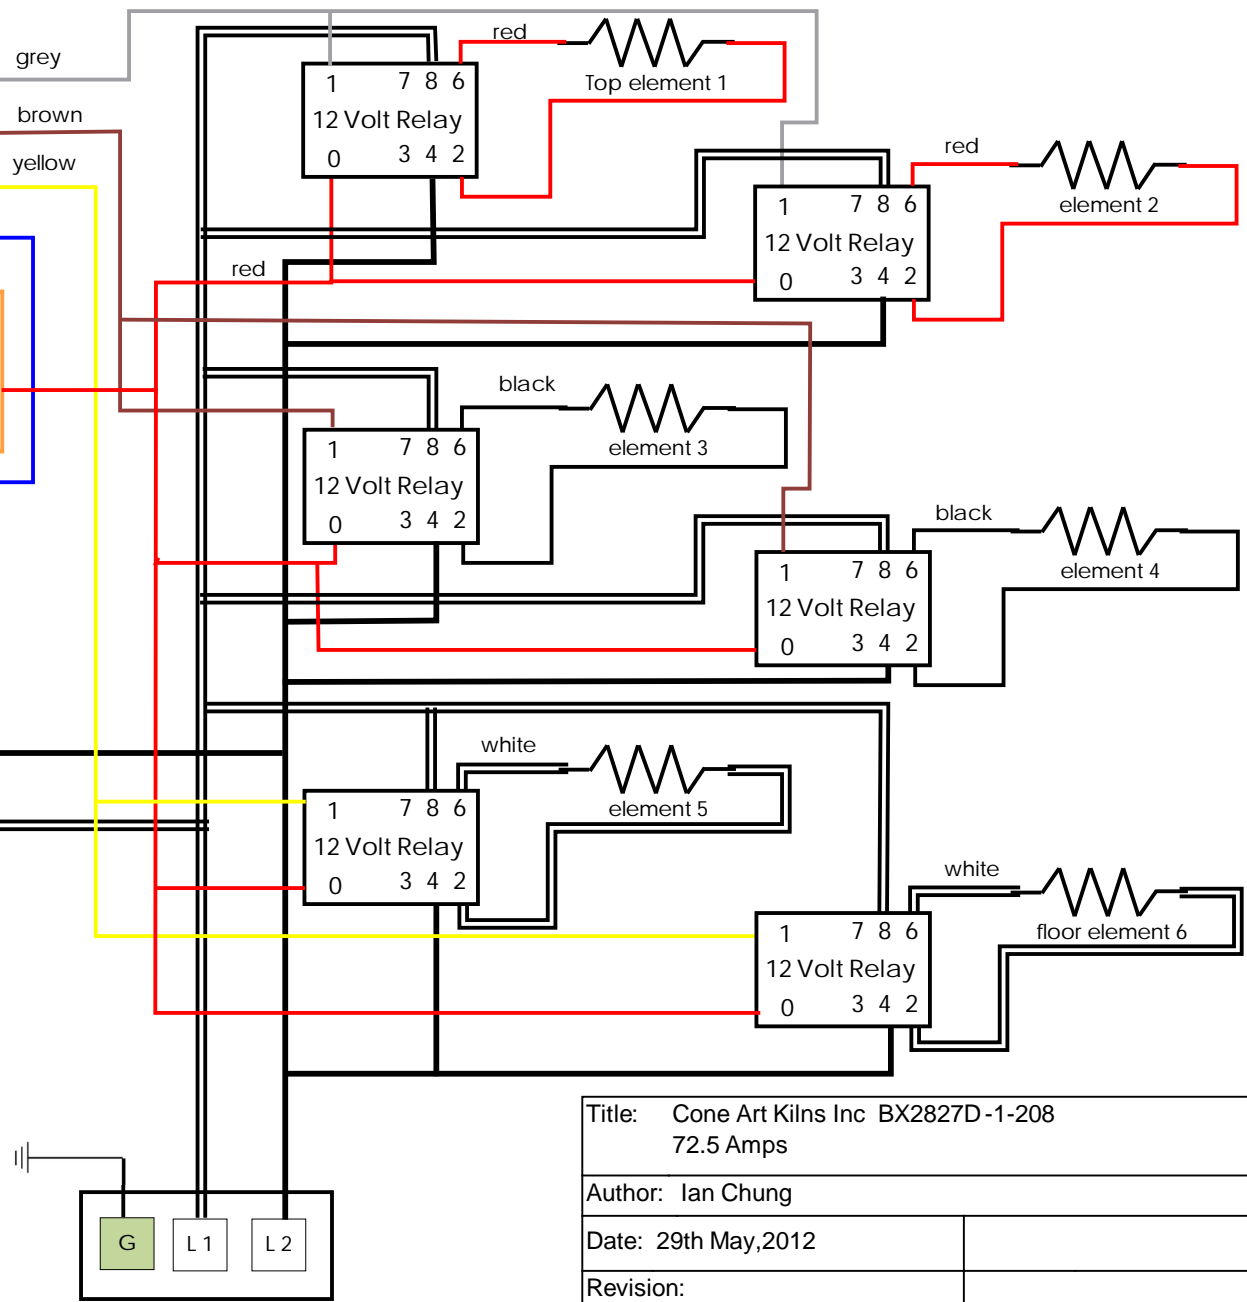 grey
brown
yellow
red
Top element 1
1 7 8 6
12 Volt Relay
0 3 4 2
red
element 2
1 7 8 6
12 Volt Relay
0 3 4 2
red
black
element 3
1 7 8 6
12 Volt Relay
0 3 4 2
black
element 4
1 7 8 6
12 Volt Relay
0 3 4 2
white
element 5
1 7 8 6
12 Volt Relay
0 3 4 2
white
floor element 6
1 7 8 6
12 Volt Relay
0 3 4 2
G L 1 L 2
Title: Cone Art Kilns Inc BX2827D-1-208
72.5 Amps
Author: Ian Chung
Date: 29th May,2012
Revision: